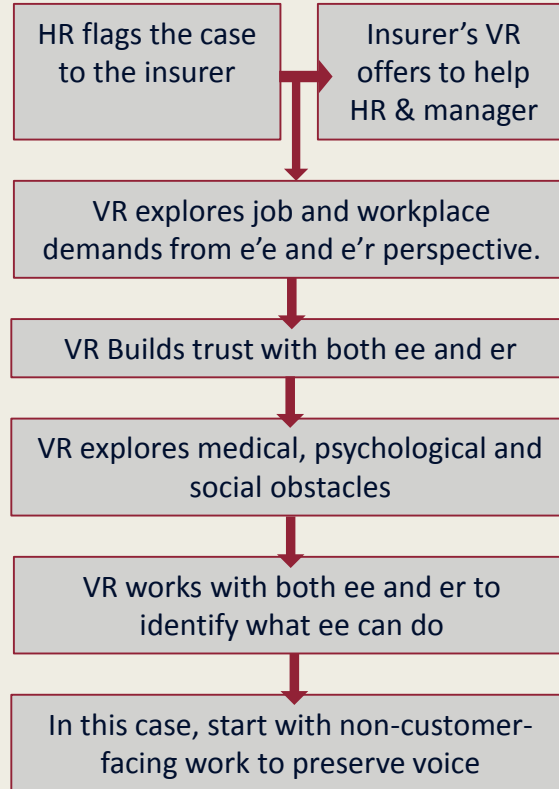 HR flags the case
to the insurer
Insurer’s VR
offers to help
HR & manager
VR explores job and workplace
demands from e’e and e’r perspective.
VR Builds trust with both ee and er
VR explores medical, psychological and
social obstacles
VR works with both ee and er to
identify what ee can do
In this case, start with non-customer-
facing work to preserve voice